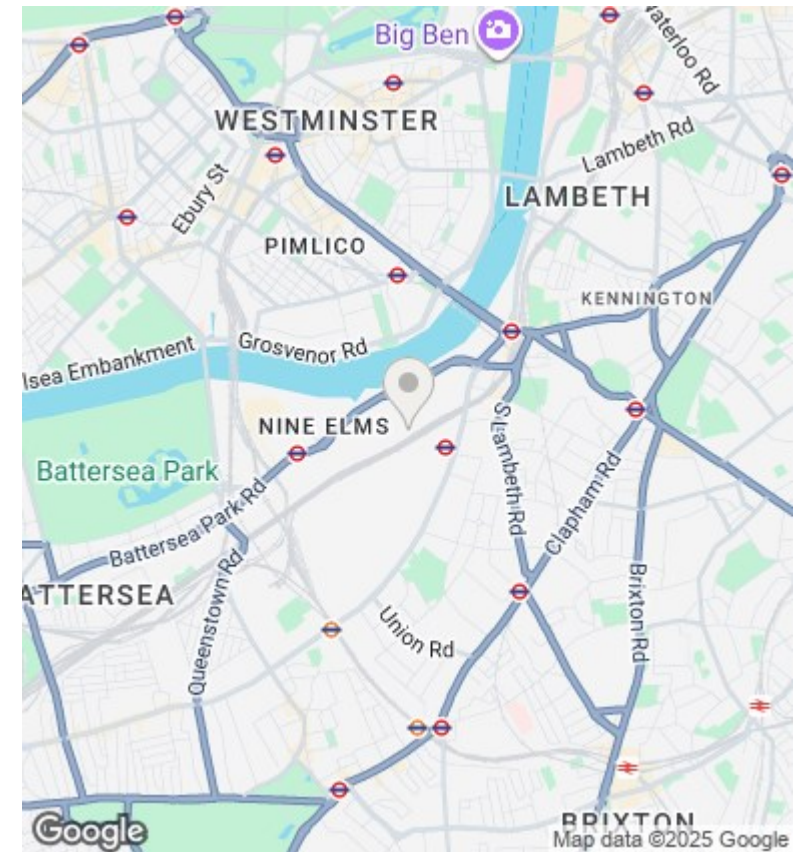 Big Ben
Waterloo Rd
WESTMINSTER
Lambeth Rd
Ebury St
LAMBETH
PIMLICO
KENNINGTON
Grosvenor Rd
lsea Embankment
NINE ELMS
S Lambeth Rd
Battersea Park
Clapham Rd
Battersea Park Rd
Queenstown Rd
ATTERSEA
Brixton Rd
Union Rd
BRIXTON
Google
Map data ©2025 Google